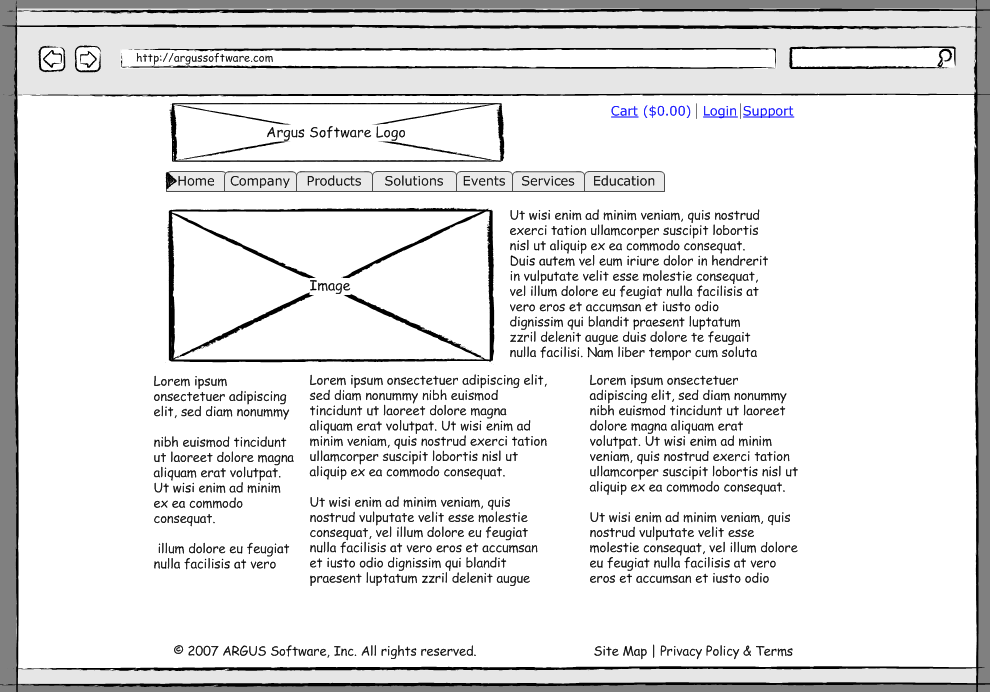 http://argussoftware.com
Argus Software Logo
Cart ($0.00) | Login|Support
Home Company Products Solutions Events Services Education
Image
Ut wisi enim ad minim veniam, quis nostrud
exerci tation ullamcorper suscipit lobortis
nisl ut aliquip ex ea commodo consequat.
Duis autem vel eum iriure dolor in hendrerit
in vulputate velit esse molestie consequat,
vel illum dolore eu feugiat nulla facilisis at
vero eros et accumsan et iusto odio
dignissim qui blandit praesent luptatum
zzril delenit augue duis dolore te feugait
nulla facilisi. Nam liber tempor cum soluta
Lorem ipsum
onsectetuer adipiscing
elit, sed diam nonummy
nibh euismod tincidunt
ut laoreet dolore magna
aliquam erat volutpat.
Ut wisi enim ad minim
ex ea commodo
consequat.
illum dolore eu feugiat
nulla facilisis at vero
Lorem ipsum onsectetuer adipiscing elit,
sed diam nonummy nibh euismod
tincidunt ut laoreet dolore magna
aliquam erat volutpat. Ut wisi enim ad
minim veniam, quis nostrud exerci tation
ullamcorper suscipit lobortis nisl ut
aliquip ex ea commodo consequat.
Ut wisi enim ad minim veniam, quis
nostrud vulputate velit esse molestie
consequat, vel illum dolore eu feugiat
nulla facilisis at vero eros et accumsan
et iusto odio dignissim qui blandit
praesent luptatum zzril delenit augue
Lorem ipsum onsectetuer
adipiscing elit, sed diam nonummy
nibh euismod tincidunt ut laoreet
dolore magna aliquam erat
volutpat. Ut wisi enim ad minim
veniam, quis nostrud exerci tation
ullamcorper suscipit lobortis nisl ut
aliquip ex ea commodo consequat.
Ut wisi enim ad minim veniam, quis
nostrud vulputate velit esse
molestie consequat, vel illum dolore
eu feugiat nulla facilisis at vero
eros et accumsan et iusto odio
© 2007 ARGUS Software, Inc. All rights reserved.
Site Map | Privacy Policy & Terms